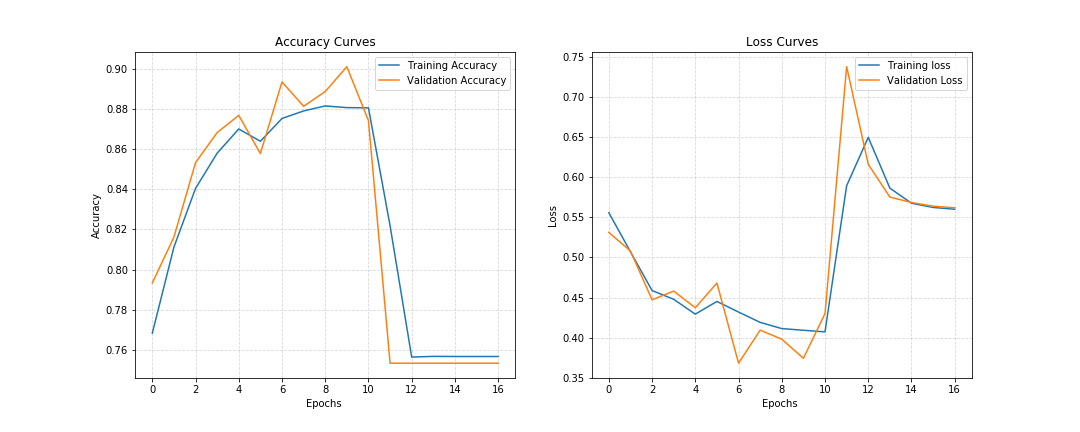 Accuracy Curves
Training Accuracy
Validation Accuracy
0.90
0.88
0.86
0.84
0.82
0.80
0.78
0.76
Accuracy
0 2 4 6 8 10 12 14 16
Epochs
Loss Curves
Training loss
Validation Loss
0.75
0.70
0.65
0.60
0.55
0.50
0.45
0.40
0.35
Loss
0 2 4 6 8 10 12 14 16
Epochs